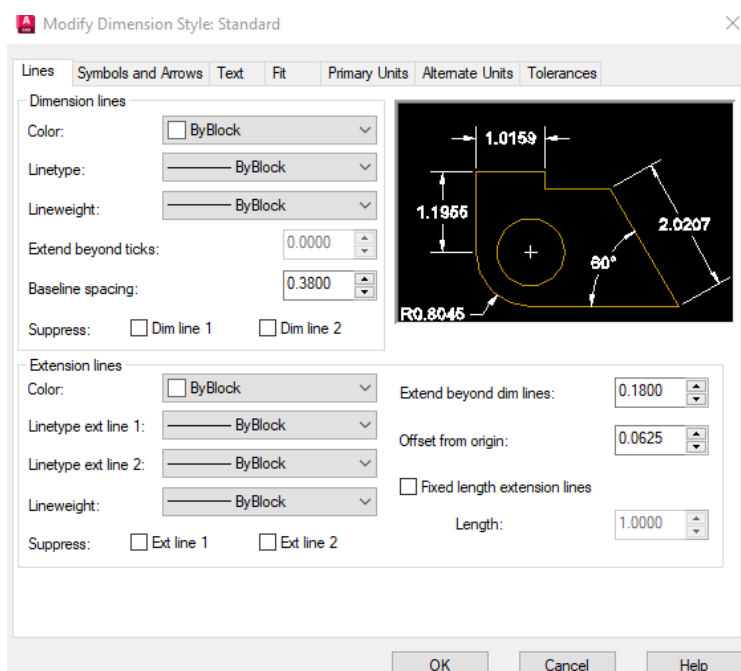 A CAD
Modify Dimension Style: Standard
Lines Symbols and Arrows Text Fit Primary Units Alternate Units Tolerances
Dimension lines
Color: ByBlock
Linetype: ByBlock
Lineweight: ByBlock
Extend beyond ticks: 0.0000
Baseline spacing: 0.3800
Suppress: Dim line 1 Dim line 2
1.0159
1.1955
2.0207
60°
R0.8045
Extension lines
Color: ByBlock
Linetype ext line 1: ByBlock
Linetype ext line 2: ByBlock
Lineweight: ByBlock
Suppress: Ext line 1 Ext line 2
Extend beyond dim lines: 0.1800
Offset from origin: 0.0625
Fixed length extension lines
Length: 1.0000
OK Cancel Help